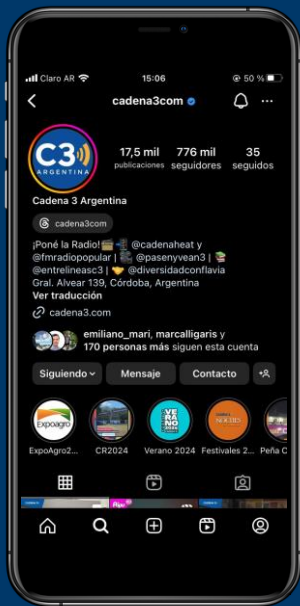 Claro AR 15:06 @ 50 %
cadena3com
C3
ARGENTINA
17,5 mil 776 mil 35
publicaciones seguidores seguidos
Cadena 3 Argentina
cadena3com
¡Poné la Radio! @cadenaheat y
@fmradiopopular | @pasenyvean3 |
@entrelineasc3 | @diversidadconflavia
Gral. Alvear 139, Córdoba, Argentina
Ver traducción
cadena3.com
emiliano_mari, marcalligaris y
170 personas más siguen esta cuenta
Siguiendo Mensaje Contacto
Expoagro
VERANO
NOCHES
ExpoAgro2... CR2024 Verano 2024 Festivales 2... Peña C